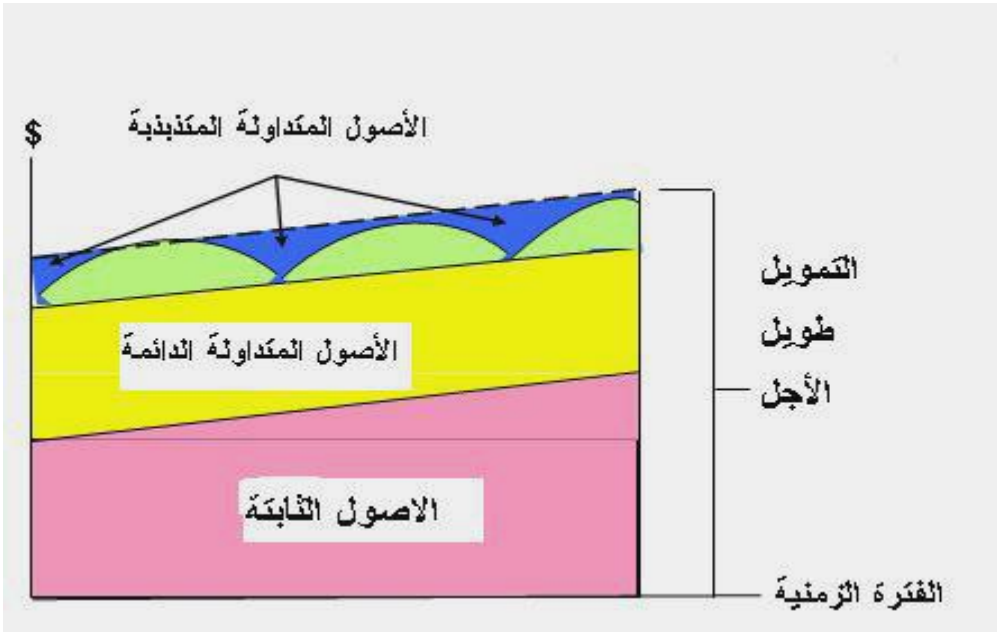 الأصول المتداولة المتذبذبة
$
التمويل
طويل
الأجل
الأصول المتداولة الدائمة
الاصول الثابتة
الفترة الزمنية